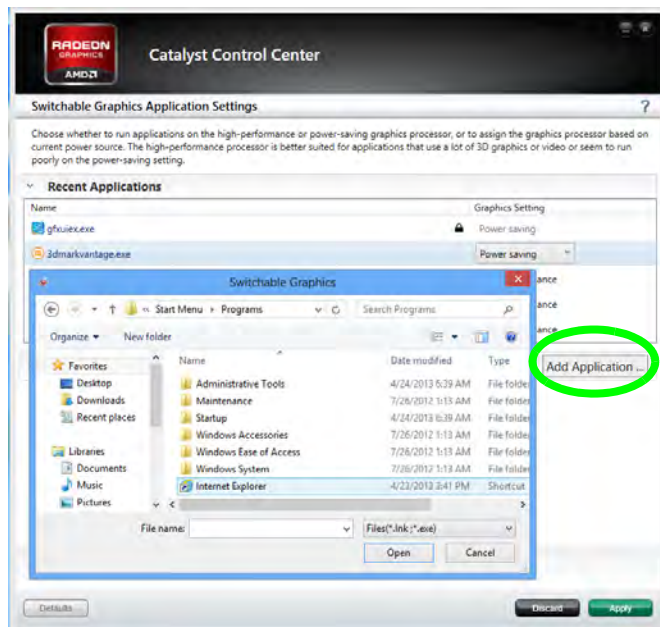 RADEON
GRAPHICS
AMD
Catalyst Control Center
Switchable Graphics Application Settings
?
Choose whether to run applications on the high-performance or power-saving graphics processor, or to assign the graphics processor based on
current power source. The high-performance processor is better suited for applications that use a lot of 3D graphics or video or seem to run
poorly on the power-saving setting.
Recent Applications
Name Graphics Setting
gfxuiex.exe Power saving
3dmarkvantage.exe Power saving
Switchable Graphics
ance
« Start Menu Programs Search Programs
ance
Organize New folder
ance
Favorites
Desktop
Downloads
Recent places
Libraries
Documents
Music
Pictures
Name Date modified Type
Administrative Tools 4/24/2013 6:39 AM File folder
Maintenance 7/26/2012 1:13 AM File folder
Startup 4/24/2013 6:39 AM File folder
Windows Accessories 7/26/2012 1:13 AM File folder
Windows Ease of Access 7/26/2012 1:13 AM File folder
Windows System 7/26/2012 1:13 AM File folder
Internet Explorer 4/23/2013 2:41 PM Shortcut
Add Application ...
File name: Files(*.lnk ;*.exe)
Open Cancel
Defaults Discard Apply